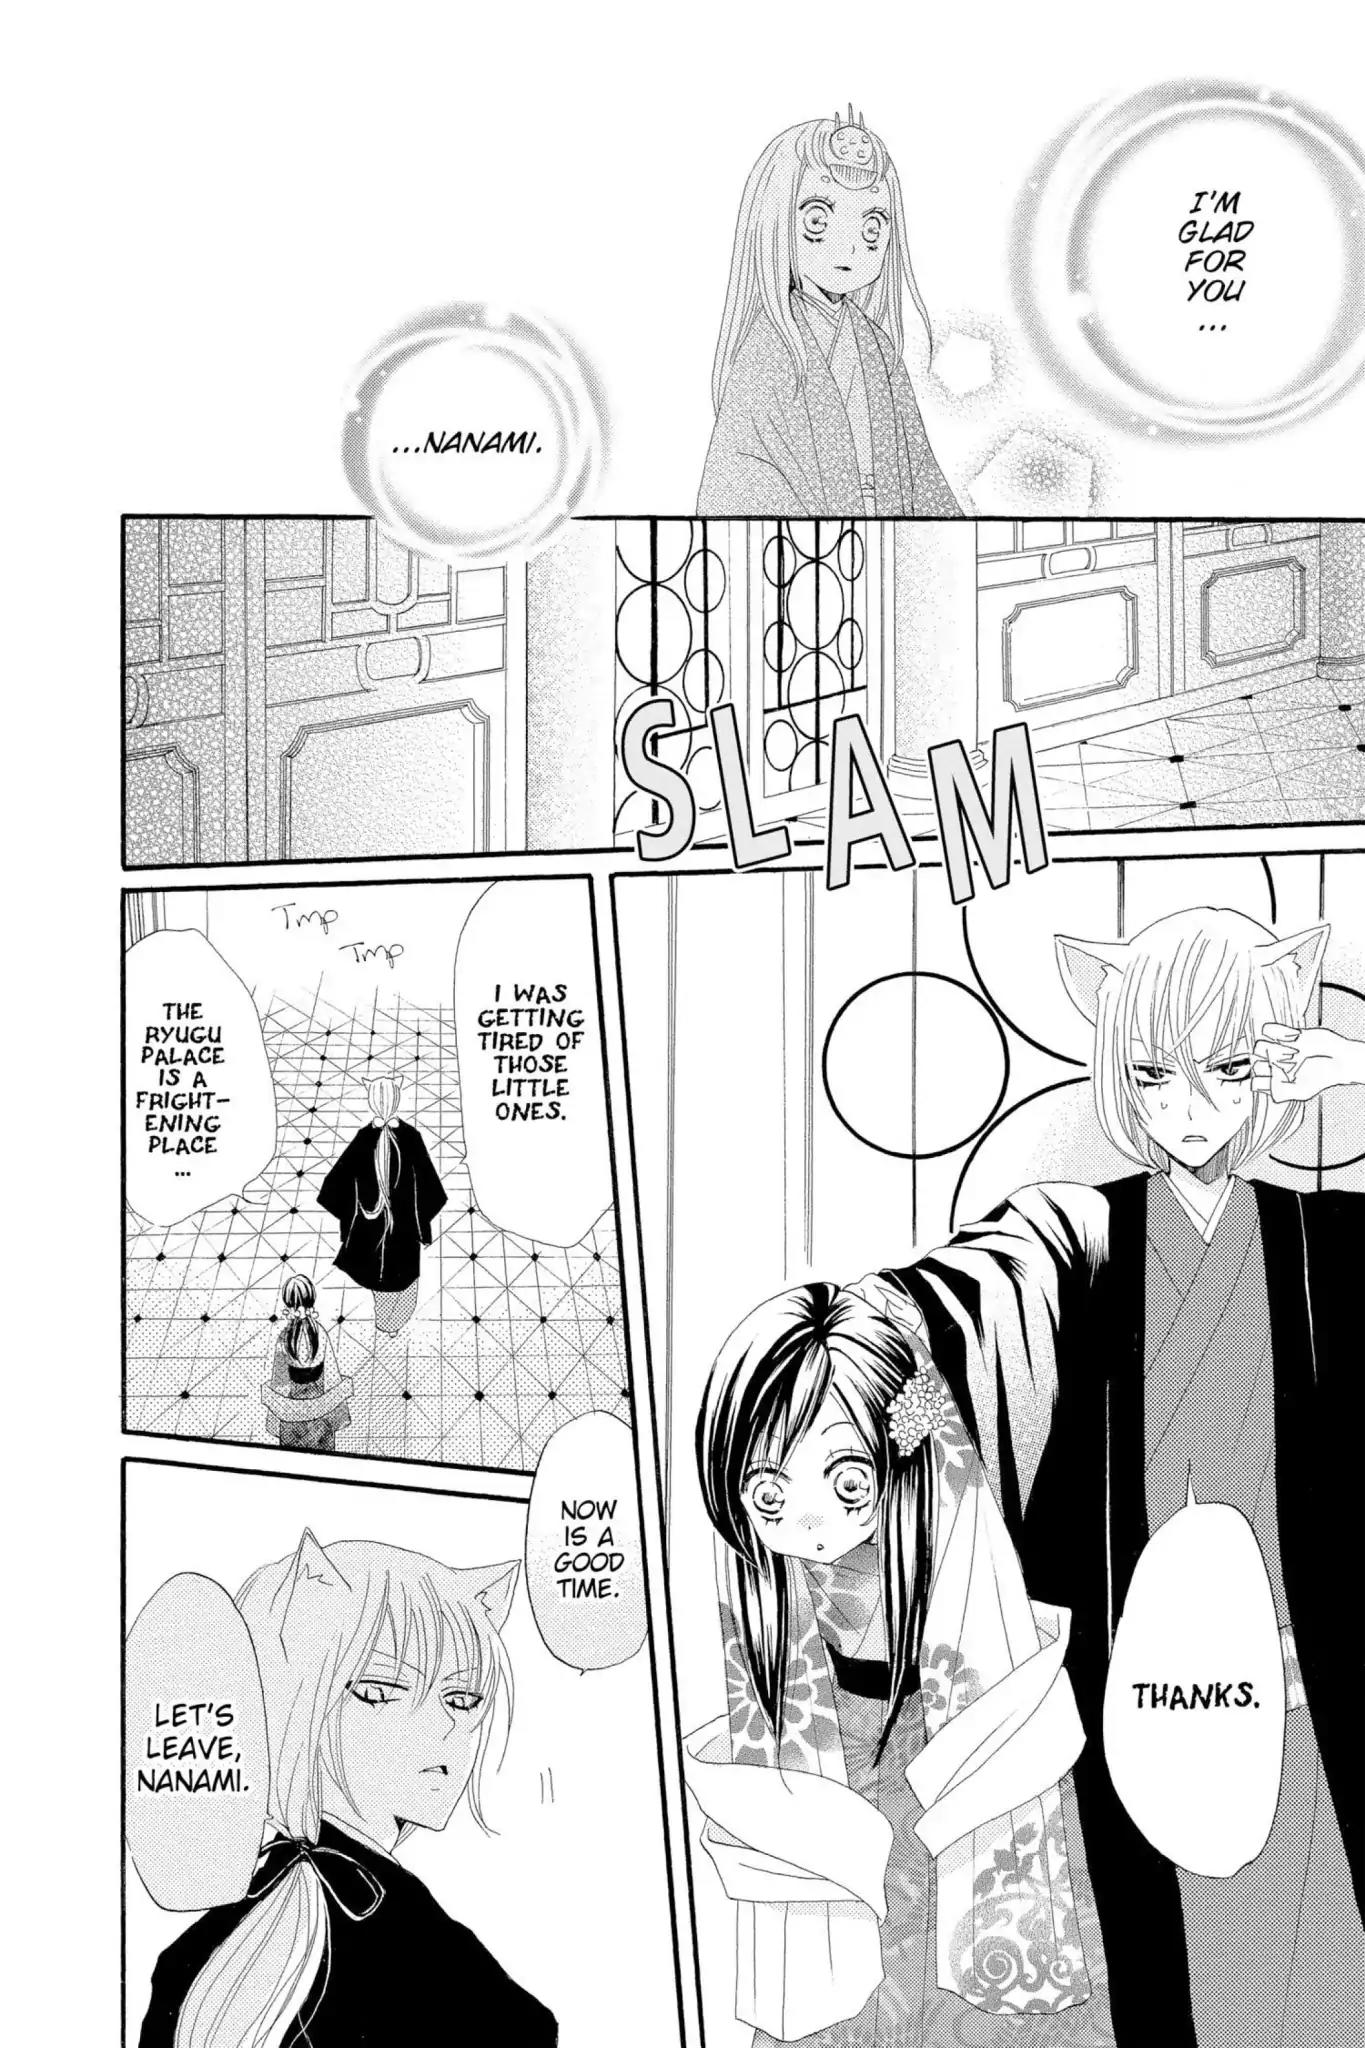 I'M
GLAD
FOR
YOU
...
...NANAMI.
SLAM
THANKS.
I WAS
GETTING
TIRED OF
THOSE
LITTLE
ONES.
Tmp
Tmp
THE
RYUGU
PALACE
IS A
FRIGHT-
ENING
PLACE
...
NOW
IS A
GOOD
TIME.
LET'S
LEAVE,
NANAMI.